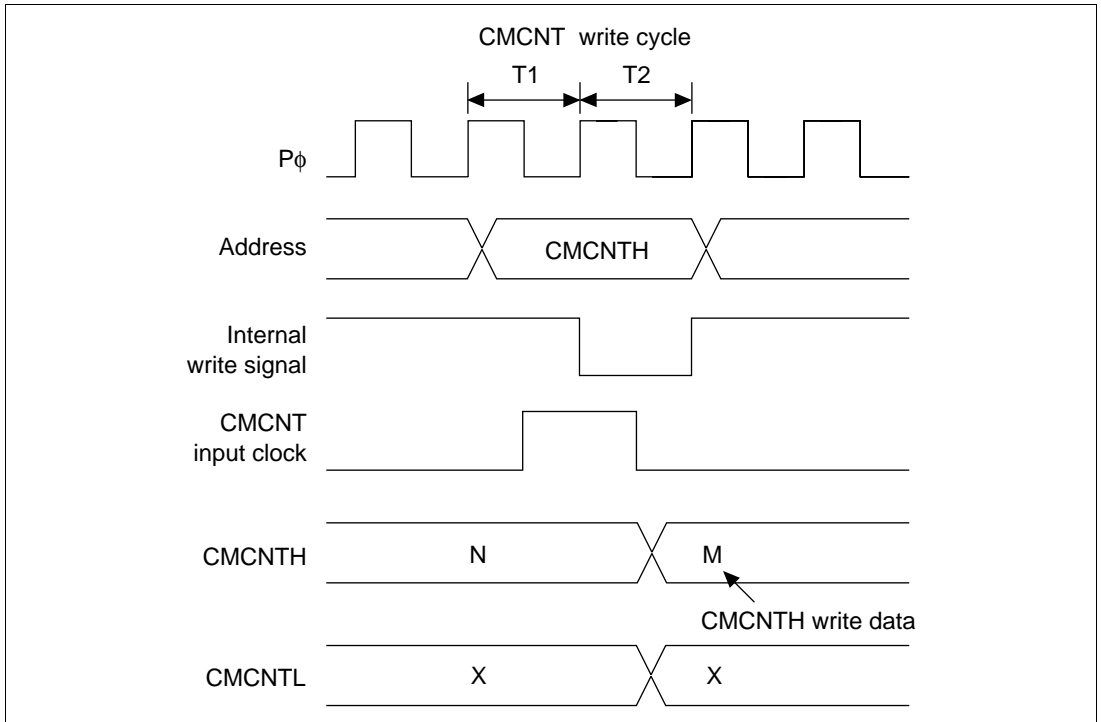 CMCNT write cycle
T1 T2
Pϕ
Address
CMCNTH
Internal
write signal
CMCNT
input clock
CMCNTH
N M
CMCNTH write data
CMCNTL
X X